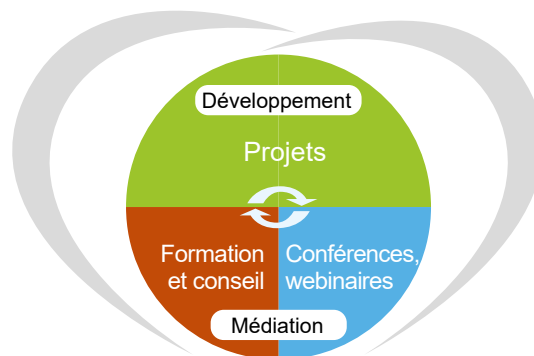 Développement
Projets
Formation
et conseil
Conférences,
webinaires
Médiation